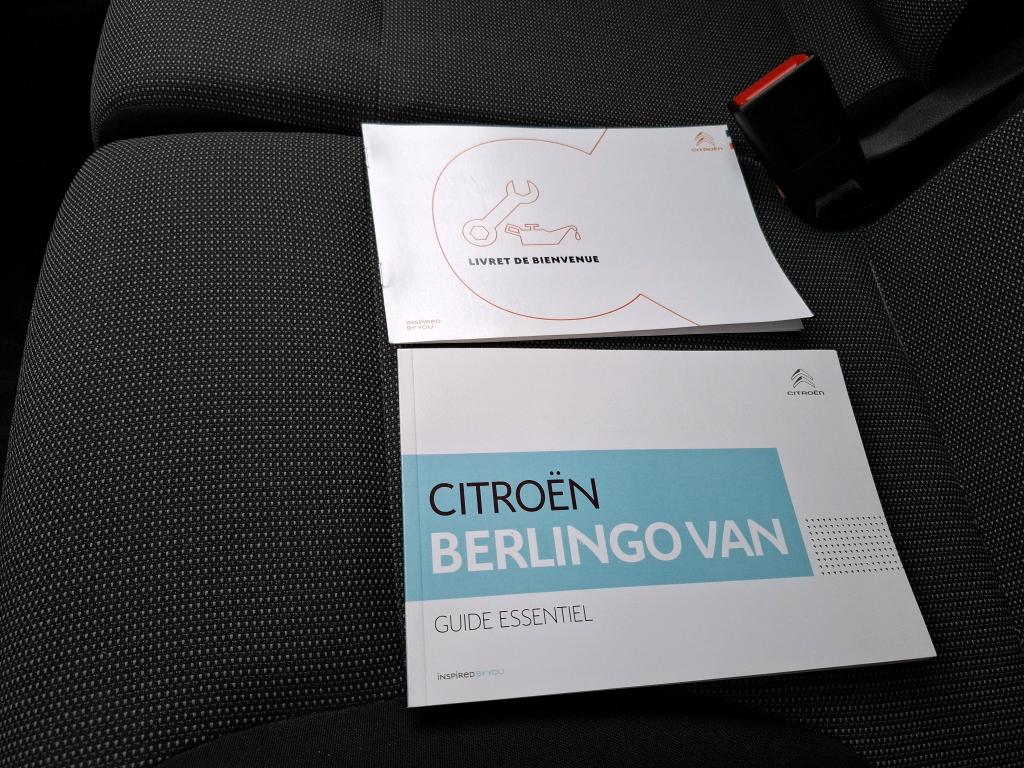 CITROËN
LIVRET DE BIENVENUE
INSPIRED
BY YOU
CITROËN
CITROËN
BERLINGO VAN
GUIDE ESSENTIEL
INSPIRED BY YOU